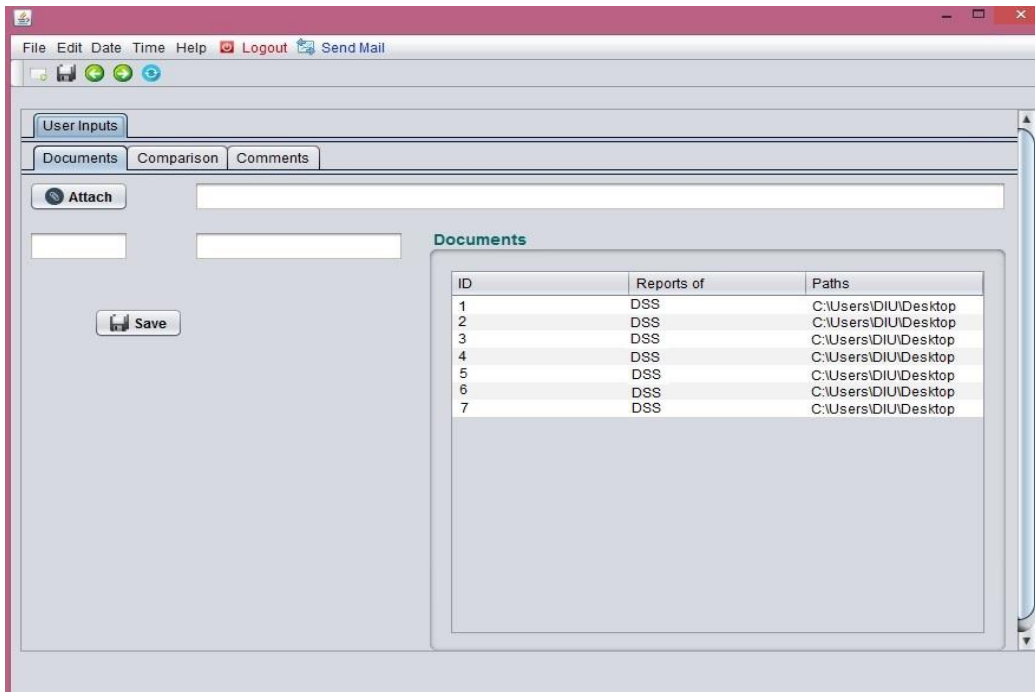 File Edit Date Time Help Logout Send Mail
User Inputs
Documents Comparison Comments
Attach
Documents
ID Reports of Paths
1 DSS C:\Users\DIU\Desktop
2 DSS C:\Users\DIU\Desktop
3 DSS C:\Users\DIU\Desktop
4 DSS C:\Users\DIU\Desktop
5 DSS C:\Users\DIU\Desktop
6 DSS C:\Users\DIU\Desktop
7 DSS C:\Users\DIU\Desktop
Save